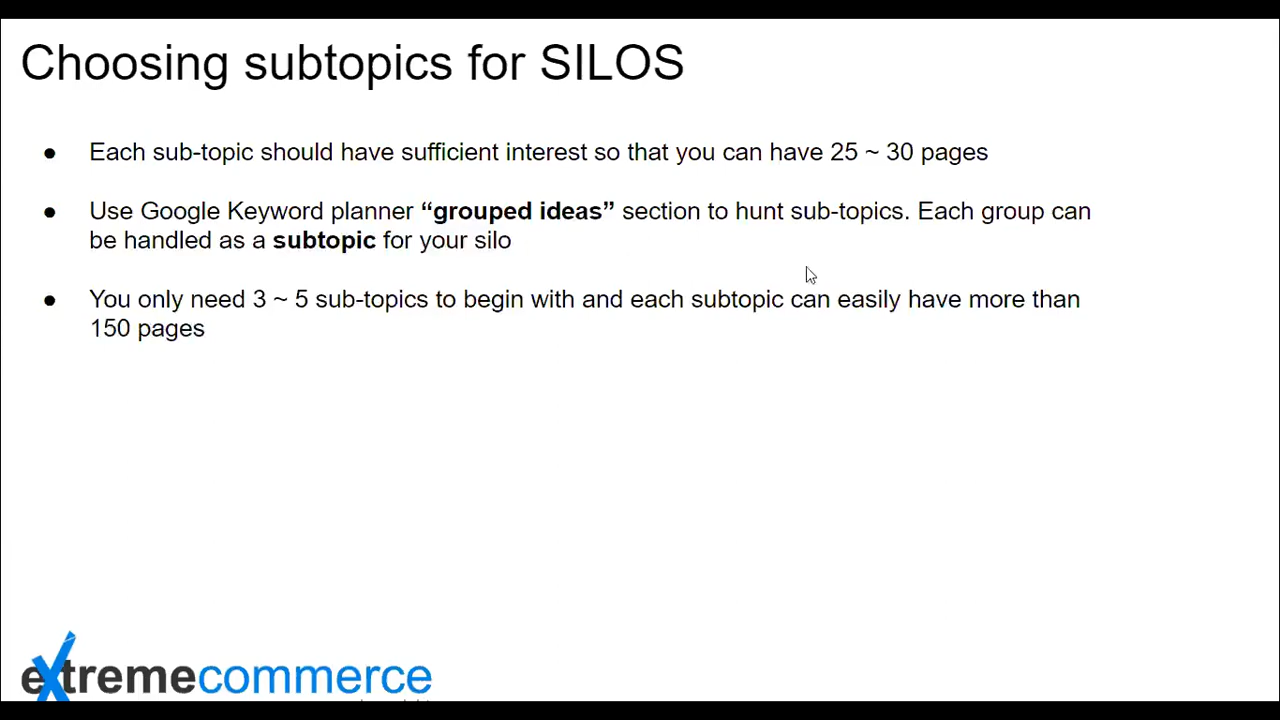 Choosing subtopics for SILOS
● Each sub-topic should have sufficient interest so that you can have 25 ~ 30 pages
● Use Google Keyword planner “grouped ideas” section to hunt sub-topics. Each group can
be handled as a subtopic for your silo
● You only need 3 ~ 5 sub-topics to begin with and each subtopic can easily have more than
150 pages
extremecommerce